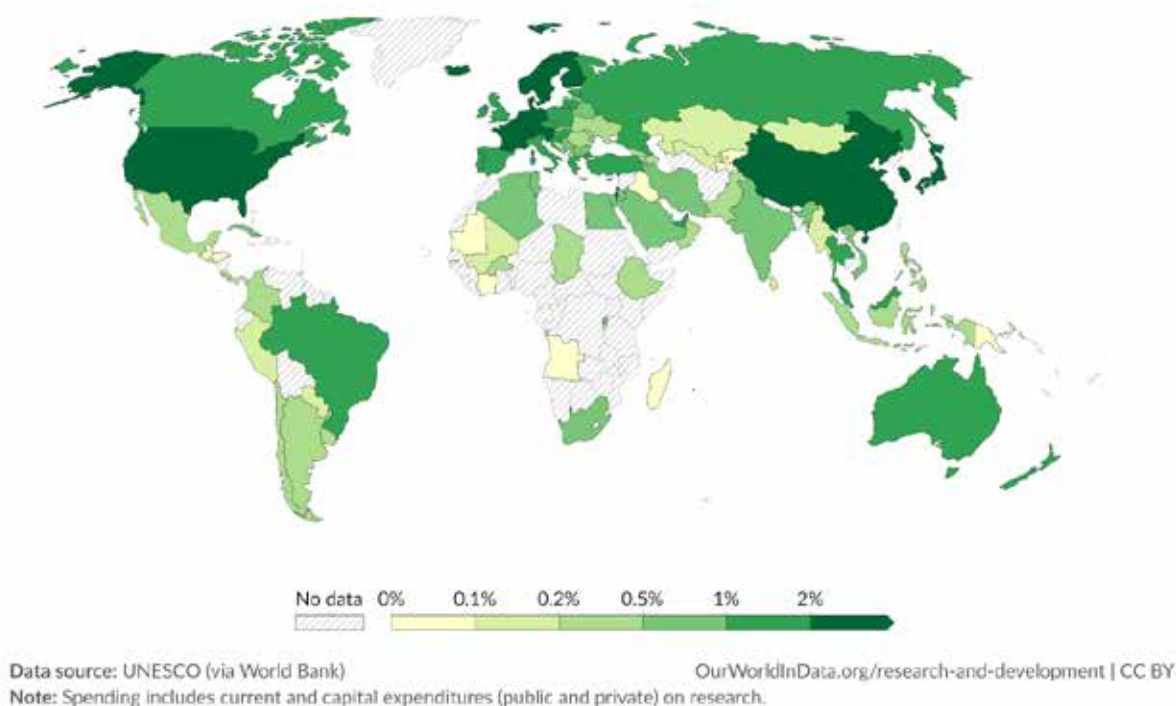 No data 0% 0.1% 0.2% 0.5% 1% 2%
Data source: UNESCO (via World Bank) OurWorldInData.org/research-and-development | CC BY
Note: Spending includes current and capital expenditures (public and private) on research.